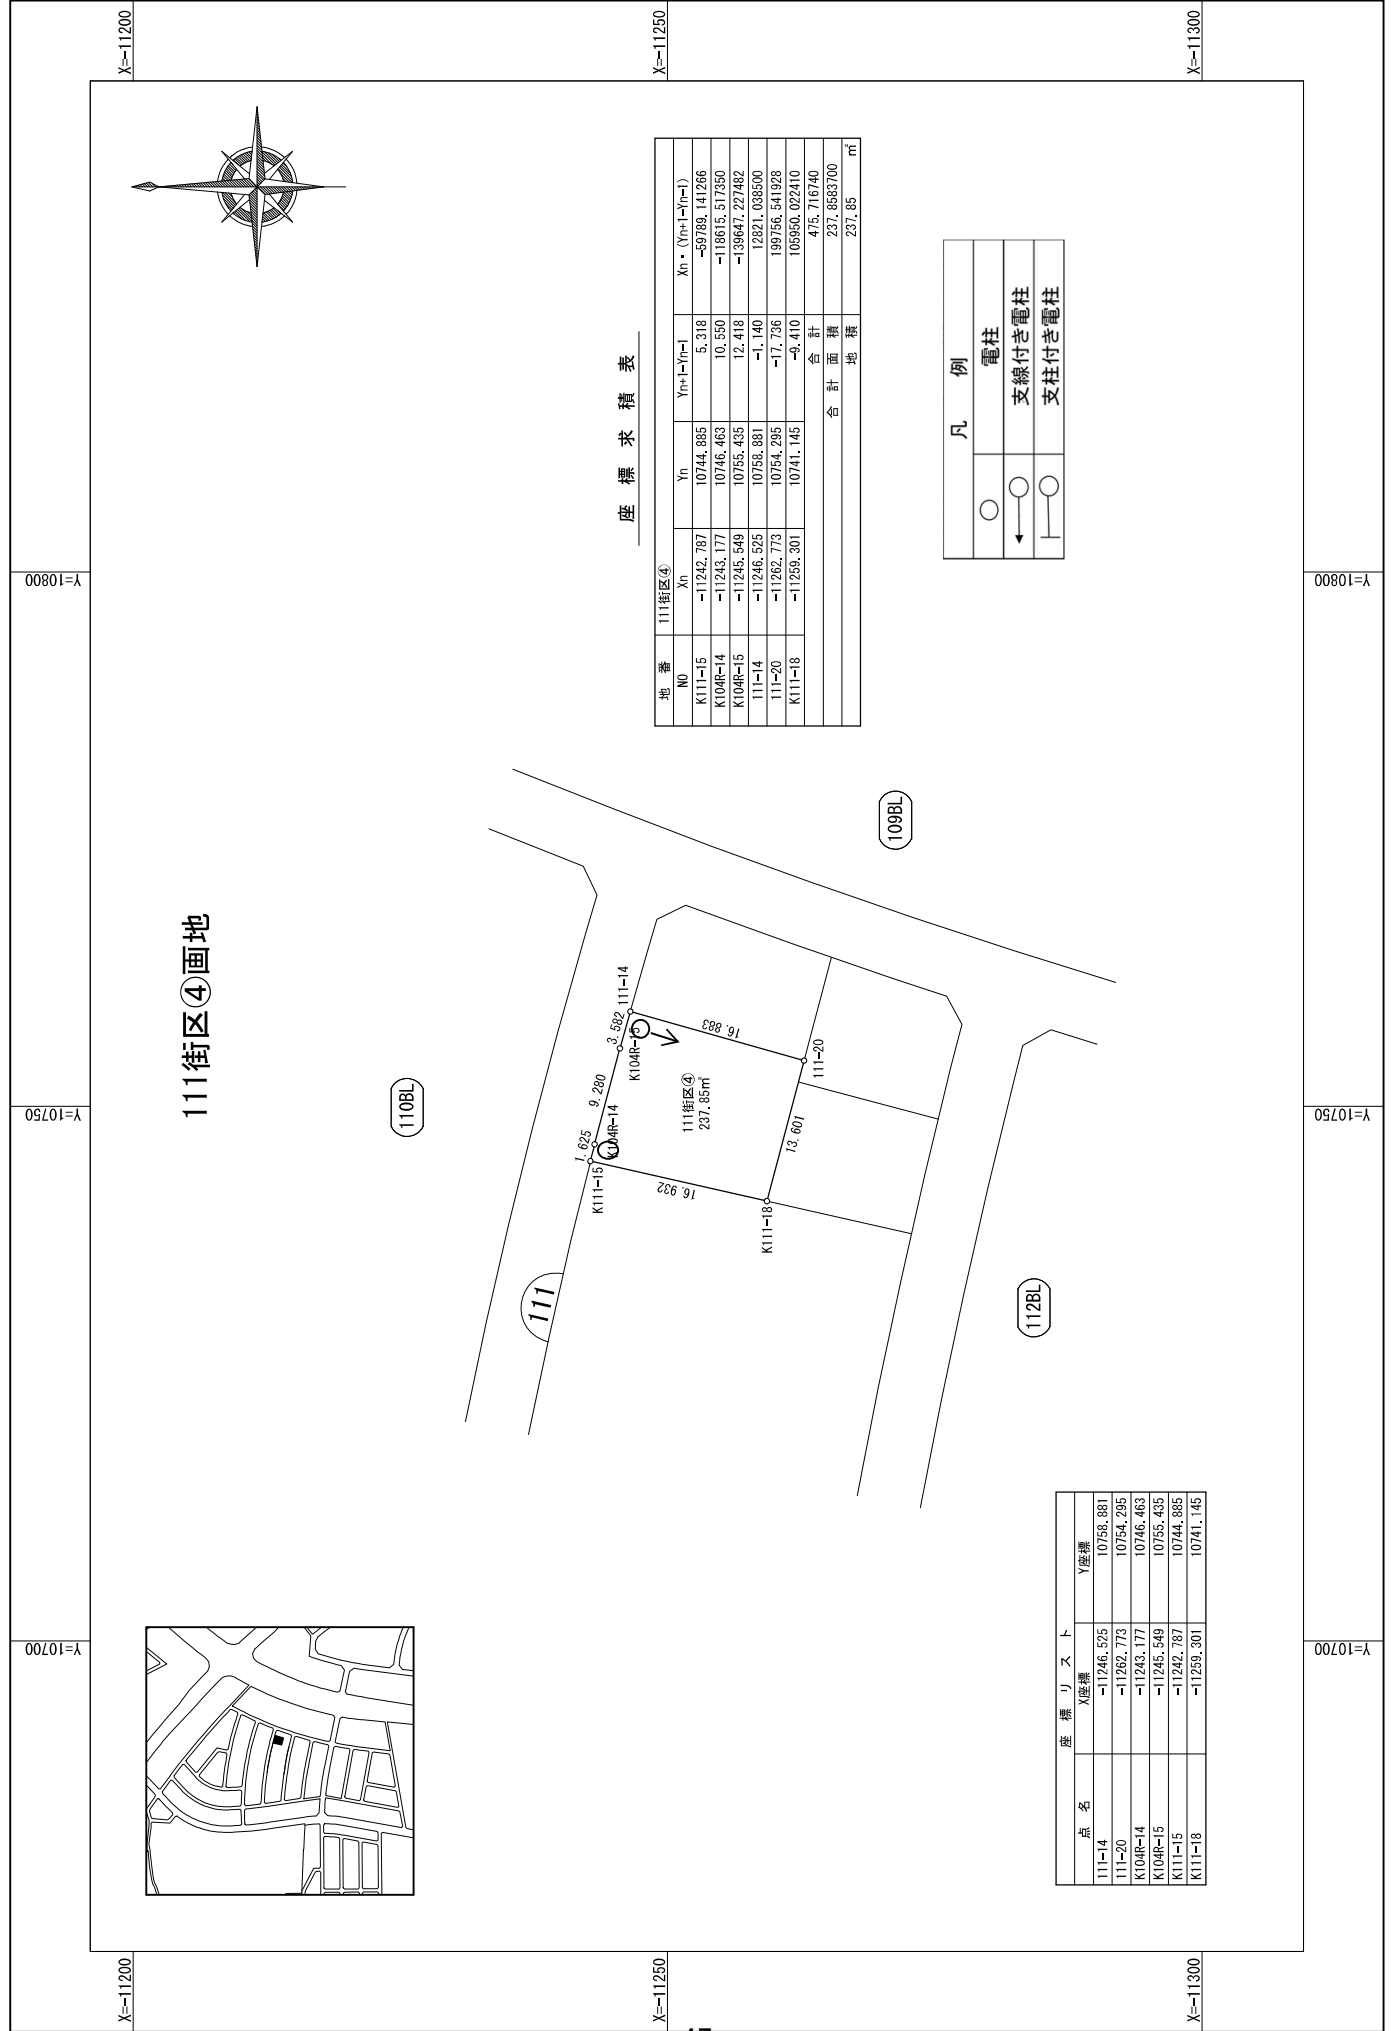 111街区④画地
X=-11200
X=-11250
X=-11300
Y=10800
Y=10750
Y=10700
Y=10800
Y=10750
Y=10700
X=-11200
X=-11250
X=-11300
110BL
109BL
112BL
111
K111-15
1.625
K104R-14
9.280
K104R-15
3.582
111-14
16.883
111-20
13.601
K111-18
16.932
111街区④
237.85㎡
座標求積表
地番 111街区④
NO Xn Yn Yn+1-Yn-1 Xn・(Yn+1-Yn-1)
K111-15 -11242.787 10744.885 5.318 -59789.141266
K104R-14 -11243.177 10746.463 10.550 -118615.517350
K104R-15 -11245.549 10755.435 12.418 -139647.227482
111-14 -11246.525 10758.881 -1.140 12821.038500
111-20 -11262.773 10754.295 -17.736 199756.541928
K111-18 -11259.301 10741.145 -9.410 105950.022410
合計 475.716740
合計面積 237.8583700
地積 237.85 ㎡
凡例
電柱
支線付き電柱
支柱付き電柱
座標リスト
点名 X座標 Y座標
111-14 -11246.525 10758.881
111-20 -11262.773 10754.295
K104R-14 -11243.177 10746.463
K104R-15 -11245.549 10755.435
K111-15 -11242.787 10744.885
K111-18 -11259.301 10741.145